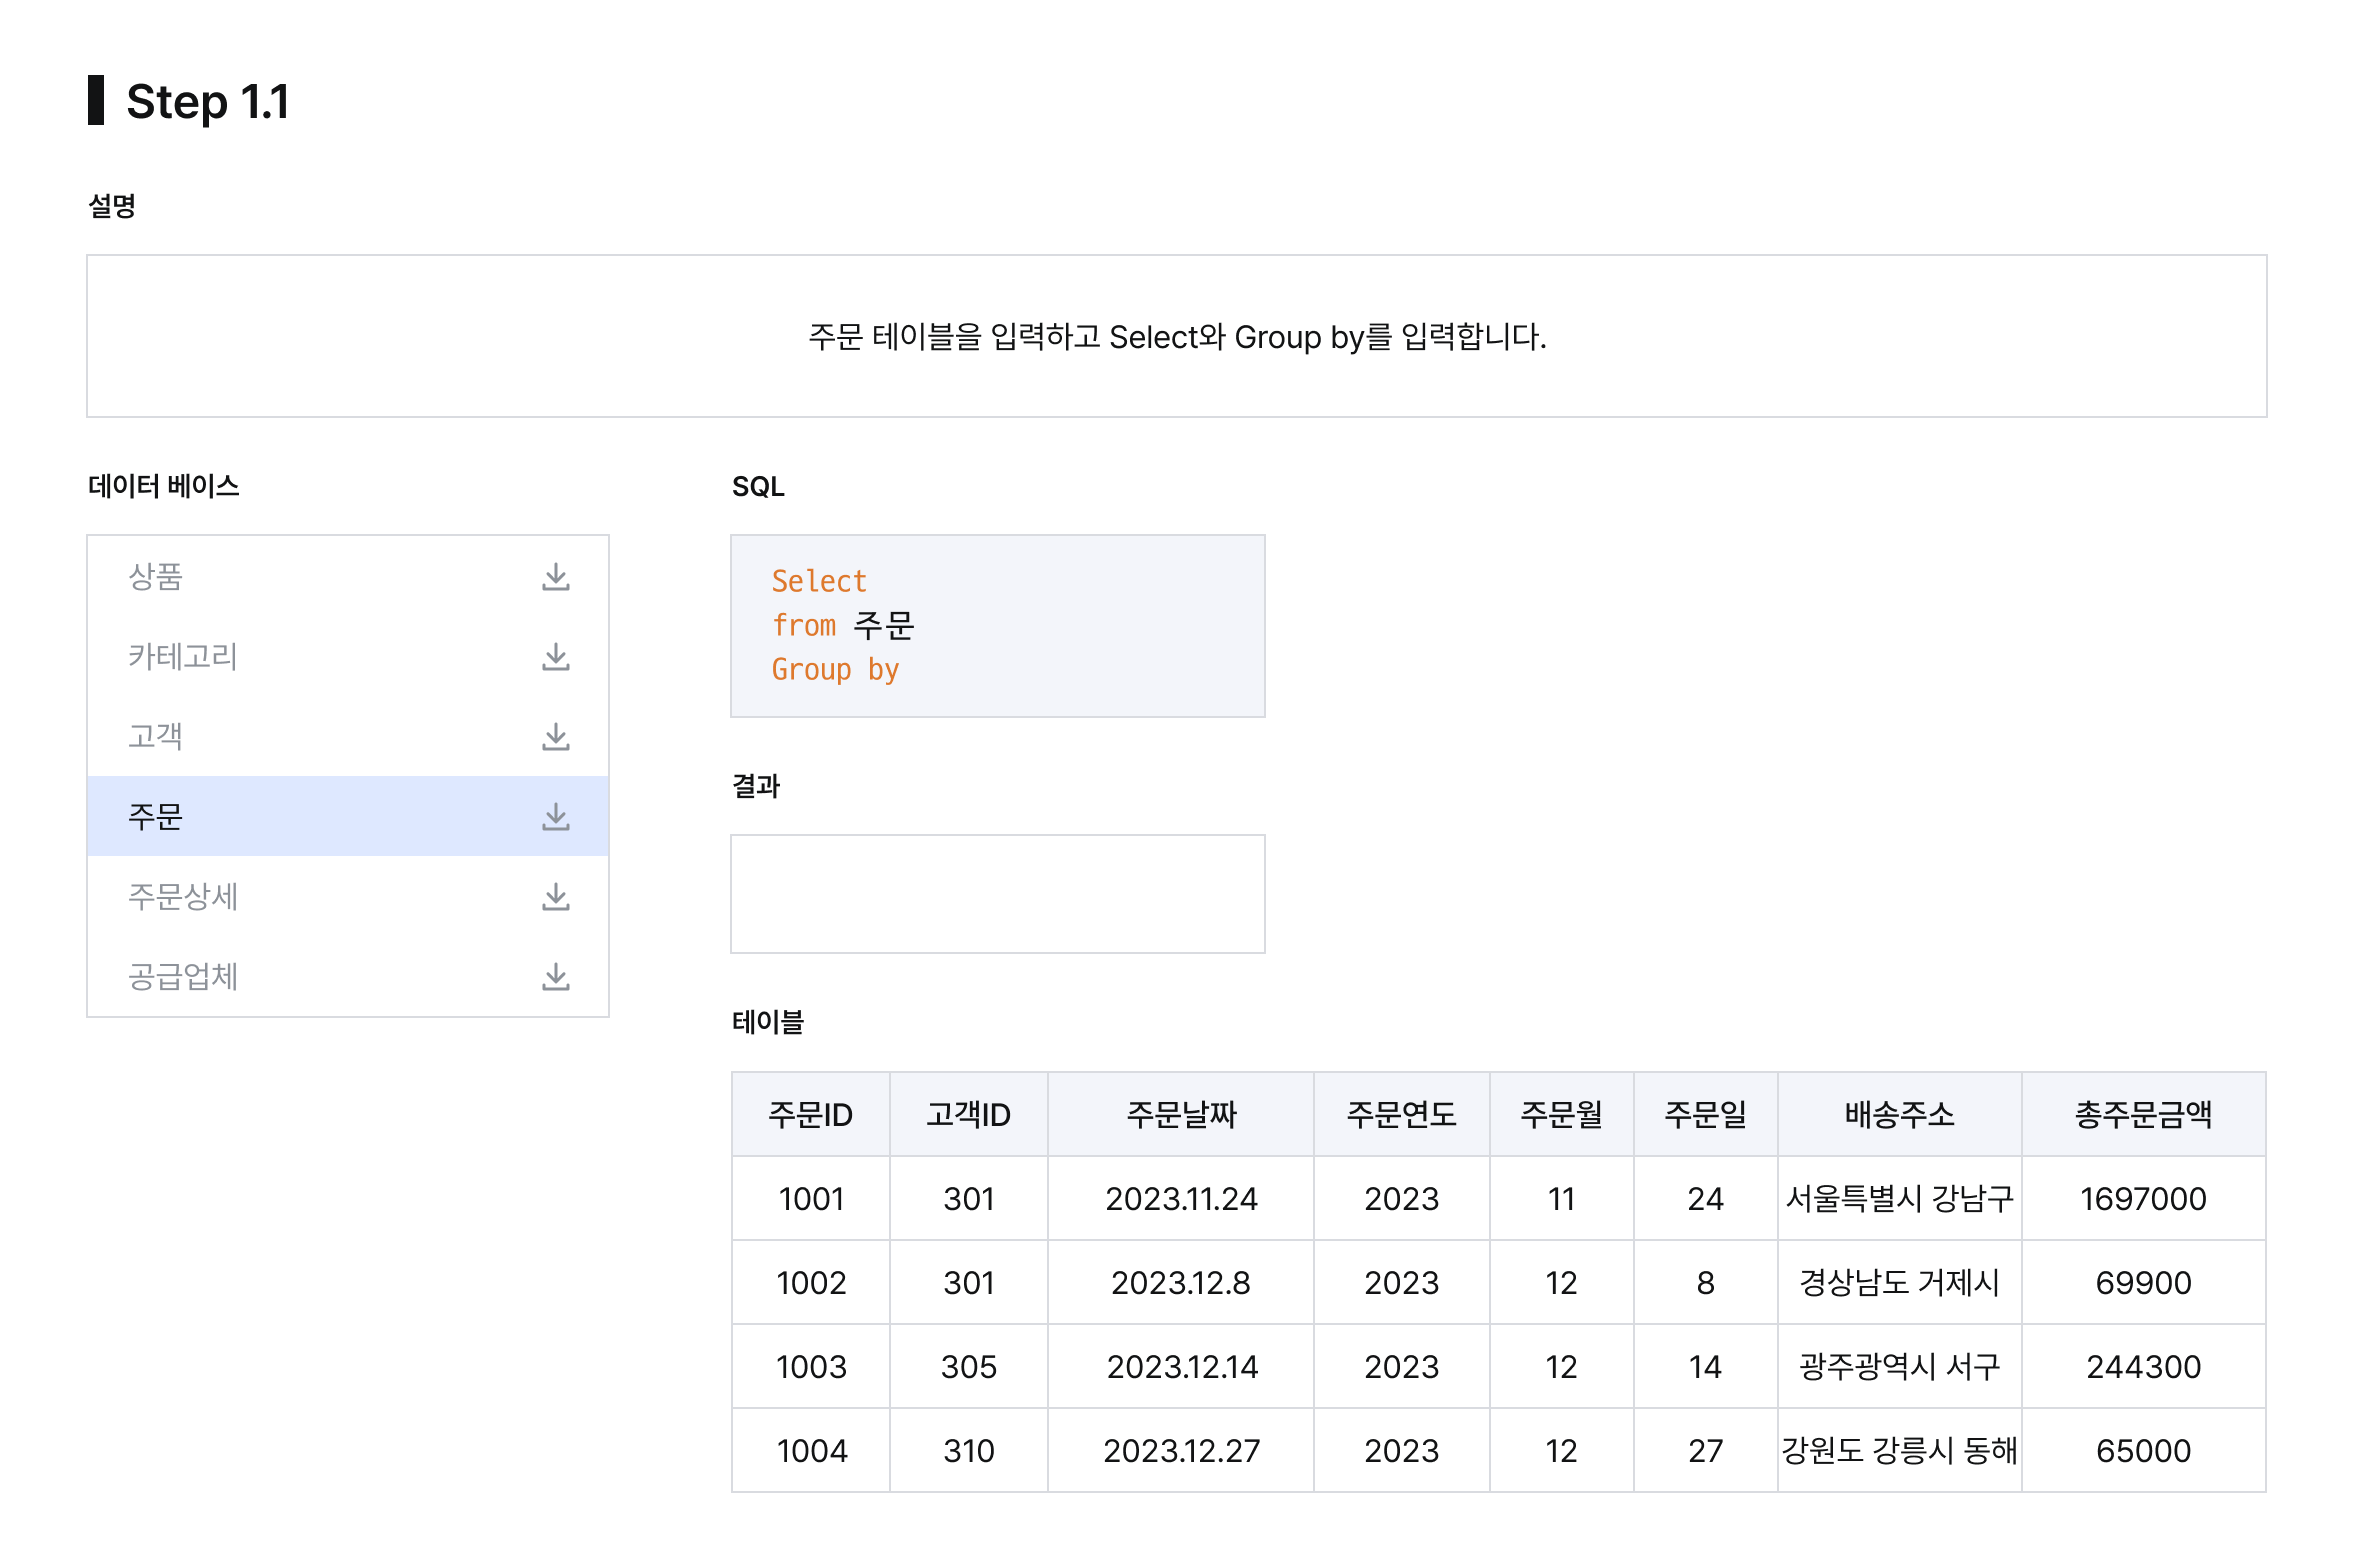 Step 1.1
설명
주문 테이블을 입력하고 Select와 Group by를 입력합니다.
데이터 베이스
상품
카테고리
고객
주문
주문상세
공급업체
SQL
Select
from 주문
Group by
결과
테이블
주문ID 고객ID 주문날짜 주문연도 주문월 주문일 배송주소 총주문금액
1001 301 2023.11.24 2023 11 24 서울특별시 강남구 1697000
1002 301 2023.12.8 2023 12 8 경상남도 거제시 69900
1003 305 2023.12.14 2023 12 14 광주광역시 서구 244300
1004 310 2023.12.27 2023 12 27 강원도 강릉시 동해 65000